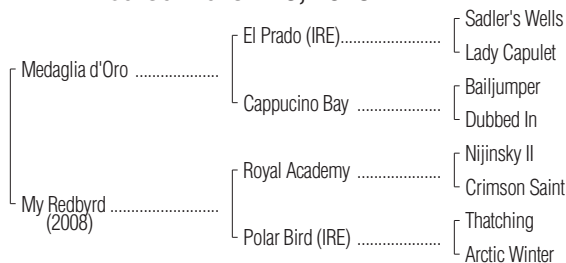 Sadler's Wells
El Prado (IRE)
Lady Capulet
Medaglia d'Oro
Bailjumper
Cappucino Bay
Dubbed In
Nijinsky II
Royal Academy
Crimson Saint
My Redbyrd
(2008)
Thatching
Polar Bird (IRE)
Arctic Winter